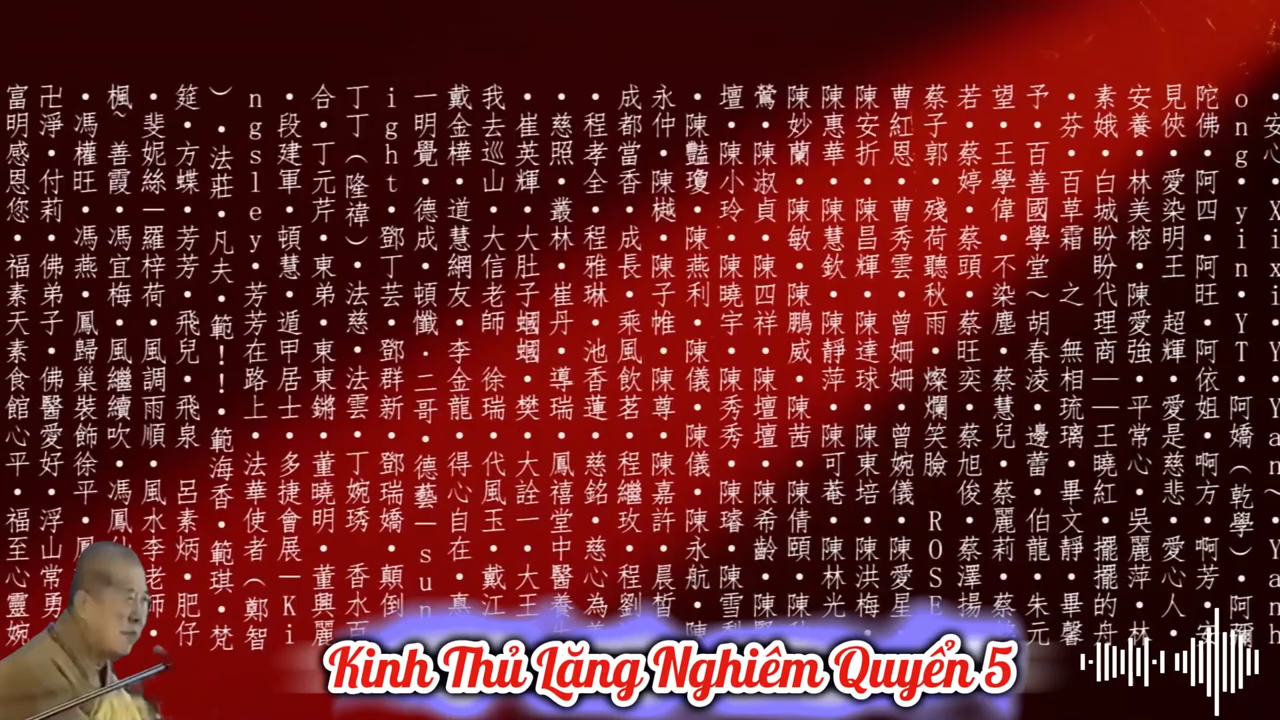 ong・yin・YT・阿嬌（乾學）・阿彌
陀佛・阿四・阿旺・阿依姐・啊方・啊芳・
見俠・愛染明王　超輝・愛是慈悲・愛心人・
安養・林美榕・陳愛強・平常心・吳麗萍・林
素娥・白城盼盼代理商——王曉紅・擺擺的舟
・芬・百草霜　之　無相琉璃・畢文靜・畢馨
予・百善國學堂～胡春淩・邊蕾・伯龍・朱元
望・王學偉・不染塵・蔡慧兒・蔡麗莉・蔡
若・蔡婷・蔡頭・蔡旺奕・蔡旭俊・蔡澤揚
蔡子郭・殘荷聽秋雨・燦爛笑臉　ROSE
曹紅恩・曹秀雲・曾姍姍・曾婉儀・陳愛星・
陳安折・陳昌輝・陳達球・陳東培・陳洪梅・
陳惠華・陳慧欽・陳靜萍・陳可菴・陳林光
陳妙蘭・陳敏・陳鵬威・陳茜・陳倩頤・陳
鶯・陳淑貞・陳四祥・陳壇壇・陳希齡・陳
壇・陳小玲・陳曉宇・陳秀秀・陳璿・陳雪
・陳豔瓊・陳燕利・陳儀・陳儀・陳永航・陳
永仲・陳樾・陳子帷・陳尊・陳嘉許・晨皙
成都當香・成長・乘風飲茗・程繼玫・程劉
・程孝全・程雅琳・池香蓮・慈銘・慈心為
・慈照・叢林・崔丹・導瑞・鳳禧堂中醫養
・崔英輝・大肚子蟈蟈・樊・大詮一・大王
我去巡山・大信老師　徐瑞・代風玉・戴江
戴金樺・道慧網友・李金龍・得心自在・
一明覺・德成・頓懺・二哥・德藝—sun
ight・鄧丁芸・鄧群新・鄧瑞嬌・顛倒
丁丁（隆禕）・法慈・法雲・丁婉琇　香水百
合・丁元芹・東弟・東東鏘・董曉明・董興麗
・段建軍・頓慧・遁甲居士・多捷會展—Ki
ngsley・芳芳在路上・法華使者（鄭智
）・法莊・凡夫・範！！・範海香・範琪・梵
筵・方蝶・芳芳・飛兒・飛泉　呂素炳・肥仔
・斐妮絲—羅梓荷・風調雨順・風水李老師・
楓～善霞・馮宜梅・風繼續吹・馮鳳
・馮權旺・馮燕・鳳歸巢裝飾徐平・鳳
卍淨・付莉・佛弟子・佛醫愛好・浮山常勇
富明感恩您・福素天素食館心平・福至心靈婉
Kinh Thủ Lăng Nghiêm Quyển 5